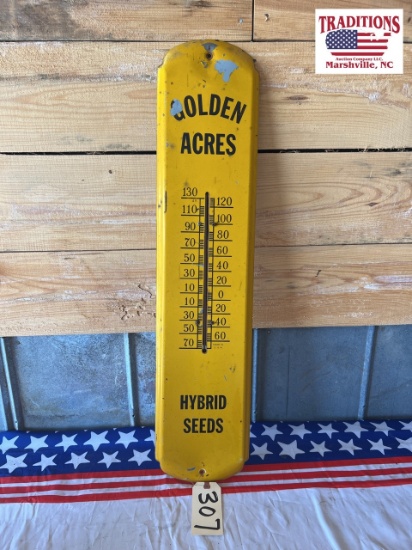 TRADITIONS
Auction Company LLC.
Marshville, NC
GOLDEN
ACRES
130 120
110 100
90 80
70 60
50 40
30 20
10 0
10 20
30 40
50 60
70
HYBRID
SEEDS
307